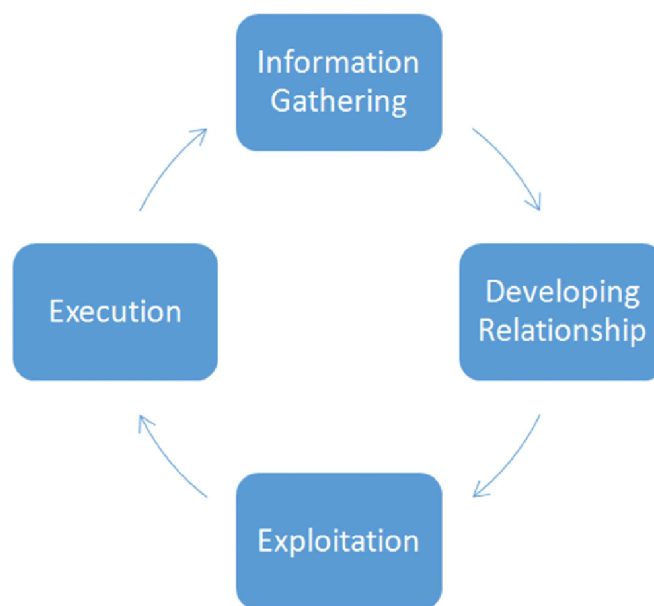 Information
Gathering
Developing
Relationship
Exploitation
Execution